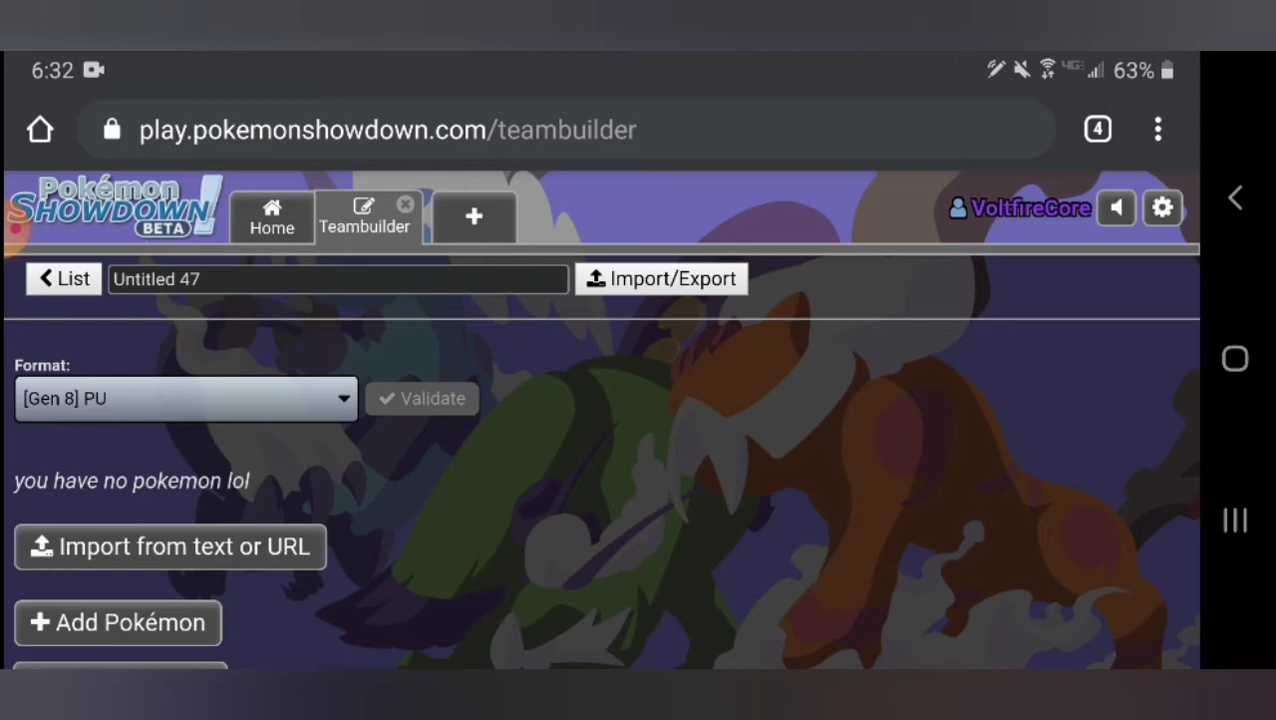 6:32
4G
63%
play.pokemonshowdown.com/teambuilder
4
Pokémon
SHOWDOWN!
BETA
Home
Teambuilder
VoltfireCore
List
Untitled 47
Import/Export
Format:
[Gen 8] PU
Validate
you have no pokemon lol
Import from text or URL
Add Pokémon